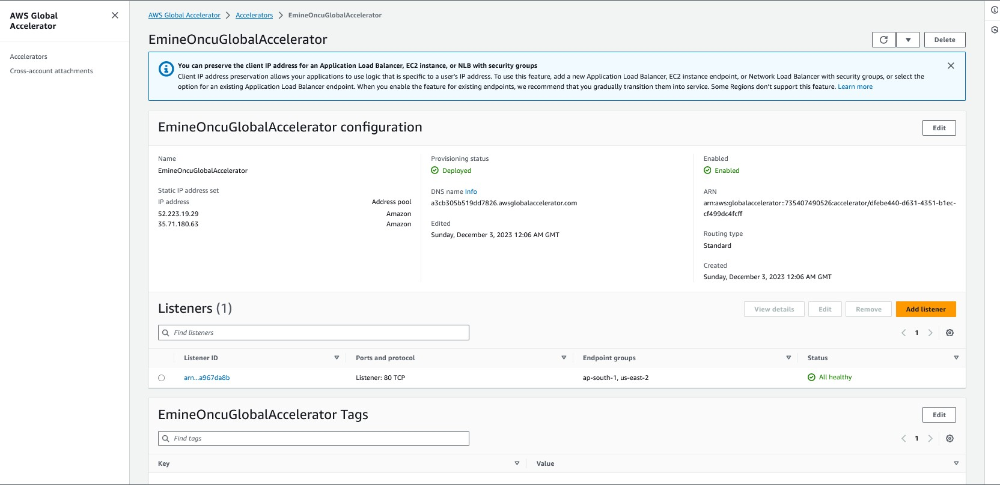 AWS Global
Accelerator
Accelerators
Cross-account attachments
AWS Global Accelerator > Accelerators > EmineOncuGlobalAccelerator
EmineOncuGlobalAccelerator
Delete
You can preserve the client IP address for an Application Load Balancer, EC2 instance, or NLB with security groups
Client IP address preservation allows your applications to use logic that is specific to a user's IP address. To use this feature, add a new Application Load Balancer, EC2 instance endpoint, or Network Load Balancer with security groups, or select the
option for an existing Application Load Balancer endpoint. When you enable the feature for existing endpoints, we recommend that you gradually transition them into service. Some Regions don't support this feature. Learn more
EmineOncuGlobalAccelerator configuration
Edit
Name
EmineOncuGlobalAccelerator
Static IP address set
IP address Address pool
52.223.19.29 Amazon
35.71.180.63 Amazon
Provisioning status
Deployed
DNS name Info
a3cb305b519dd7826.awsglobalaccelerator.com
Edited
Sunday, December 3, 2023 12:06 AM GMT
Enabled
Enabled
ARN
arn:aws:globalaccelerator::735407490526:accelerator/dfebe440-d631-4351-b1ec-
cf499dc4fcff
Routing type
Standard
Created
Sunday, December 3, 2023 12:06 AM GMT
Listeners (1)
View details Edit Remove Add listener
Find listeners
1
Listener ID Ports and protocol Endpoint groups Status
arn...a967da8b Listener: 80 TCP ap-south-1, us-east-2 All healthy
EmineOncuGlobalAccelerator Tags
Edit
Find tags
1
Key Value